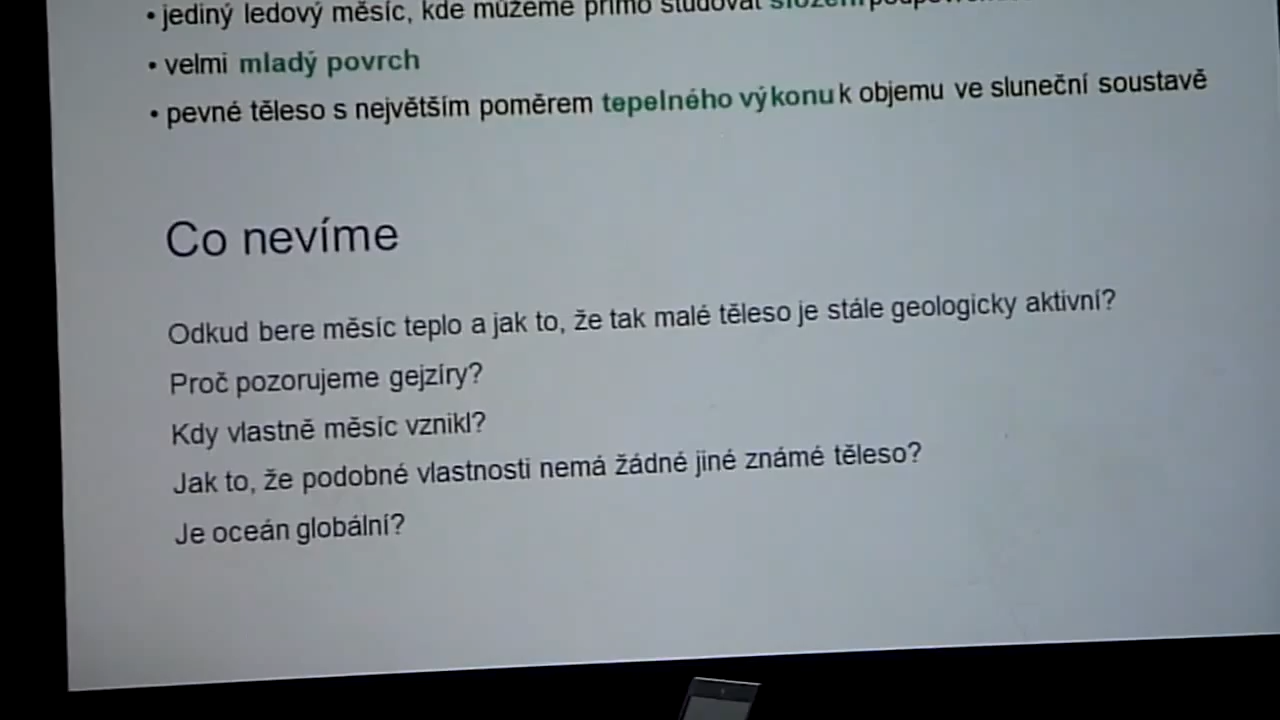 • jediný ledový měsíc, kde můžeme přímo studovat složení
• velmi mladý povrch
• pevné těleso s největším poměrem tepelného výkonu k objemu ve sluneční soustavě
Co nevíme
Odkud bere měsíc teplo a jak to, že tak malé těleso je stále geologicky aktivní?
Proč pozorujeme gejzíry?
Kdy vlastně měsíc vznikl?
Jak to, že podobné vlastnosti nemá žádné jiné známé těleso?
Je oceán globální?